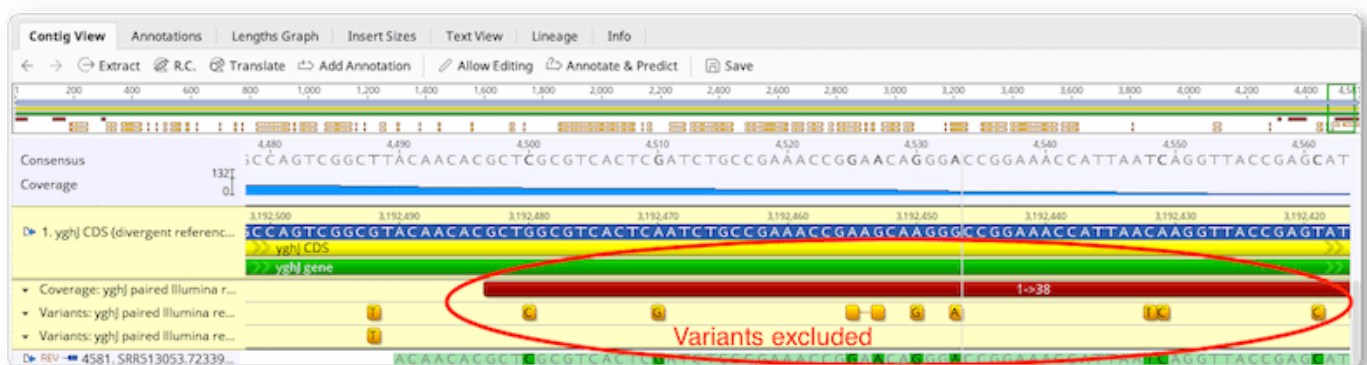 Contig View Annotations Lengths Graph Insert Sizes Text View Lineage Info
Extract R.C. Translate Add Annotation Allow Editing Annotate & Predict Save
1 200 400 600 800 1,000 1,200 1,400 1,600 1,800 2,000 2,200 2,400 2,600 2,800 3,000 3,200 3,400 3,600 3,800 4,000 4,200 4,400 4,581
4,480 4,490 4,500 4,510 4,520 4,530 4,540 4,550 4,560
Consensus CCAGTCGGCTTACAACACGCTCGCGTCACTCGATCTGCCGAAACCGGAACAGGGACCGGAAACCATTAATCAGGTTACCGAGCAT
Coverage 132 0
3,192,500 3,192,490 3,192,480 3,192,470 3,192,460 3,192,450 3,192,440 3,192,430 3,192,420
1. yghJ CDS (divergent referenc... GCCAGTCGGCGTACAACACGCTGGCGTCACTCAATCTGCCGAAACCGAAGCAAGGGCCGGAAACCATTAACAAGGTTACCGAGTAT
yghJ CDS
yghJ gene
Coverage: yghJ paired Illumina r... 1->38
Variants: yghJ paired Illumina re... T C G G A T C C
Variants: yghJ paired Illumina re... T
Variants excluded
REV 4581. SRR513053.72339... ACAACACGCTCGCGTCACTCGATCTGCCGAAACCGGAACAGGGACCGGAAACCATTAATCAGGTTACCGAGCAT